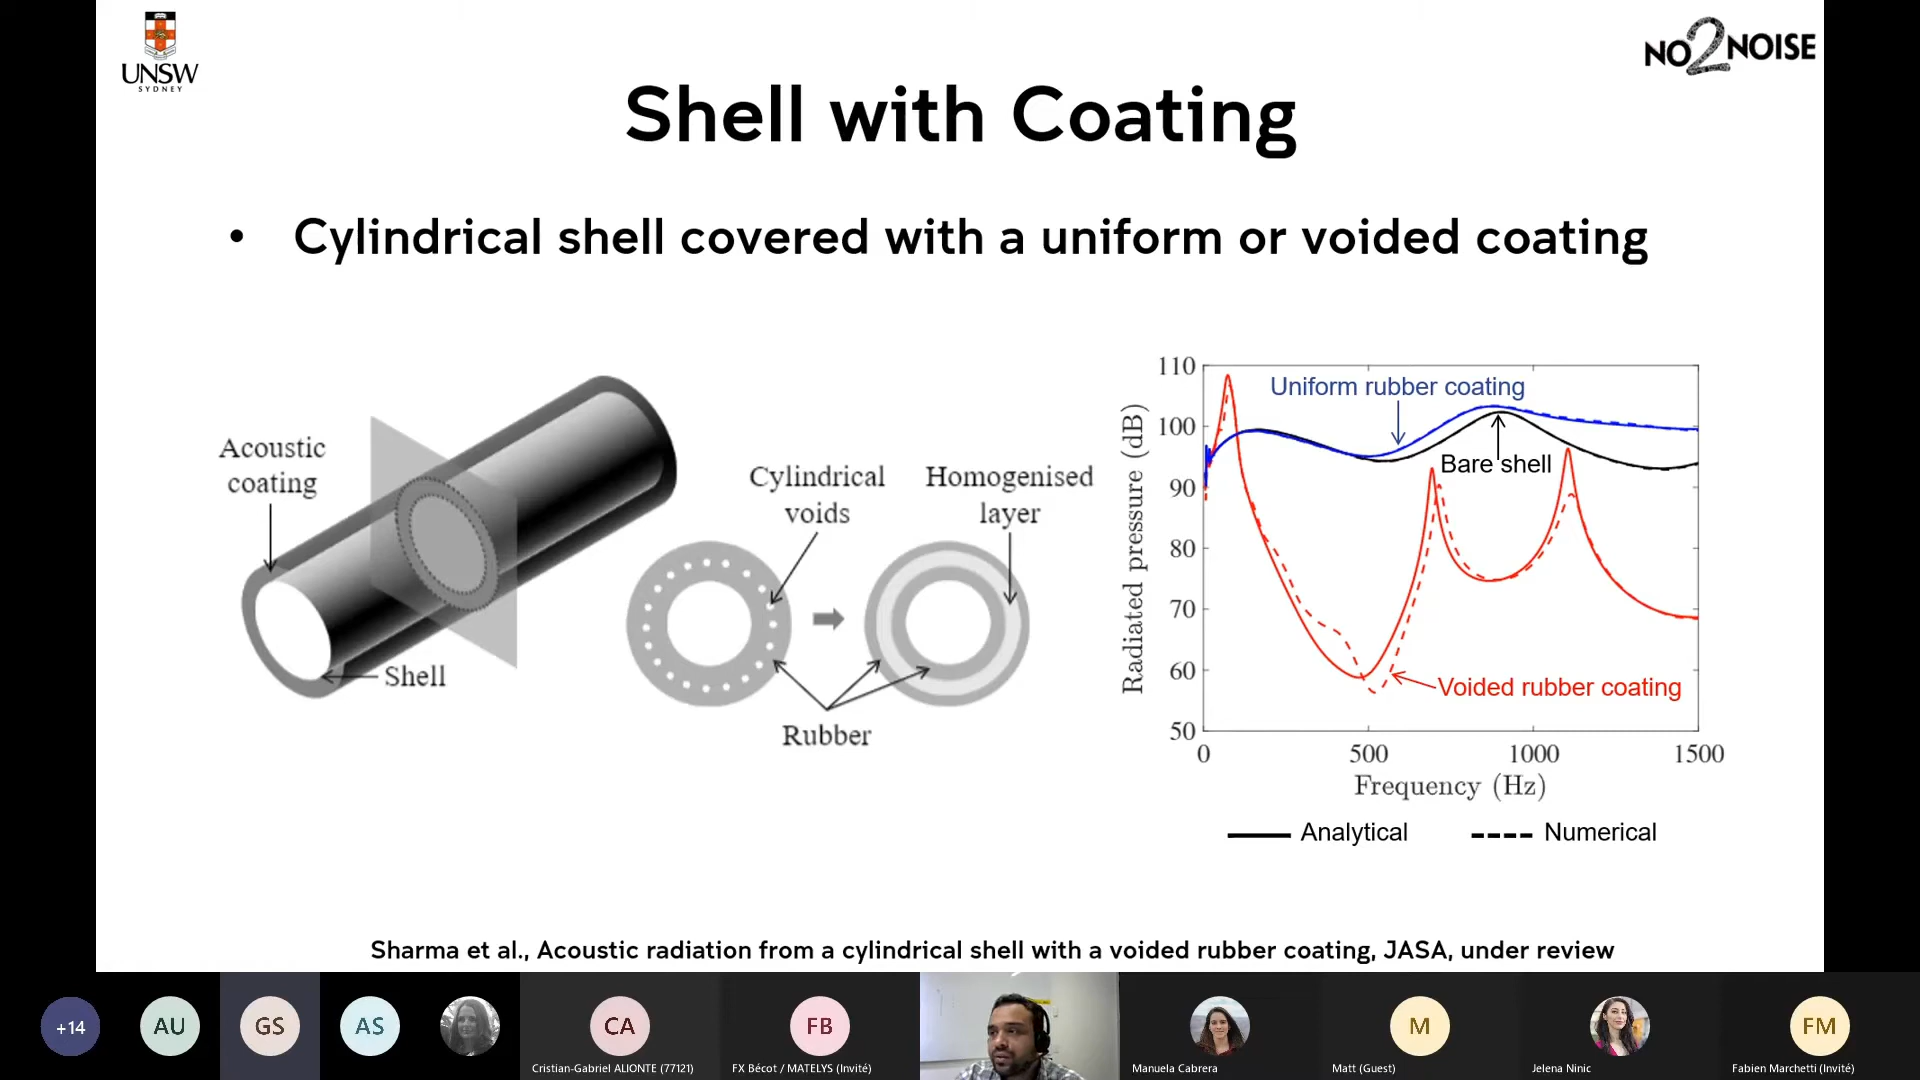 UNSW
SYDNEY
NO2NOISE
Shell with Coating
• Cylindrical shell covered with a uniform or voided coating
Acoustic
coating
Shell
Cylindrical
voids
Homogenised
layer
Rubber
Radiated pressure (dB)
110
100
90
80
70
60
50
0
500
1000
1500
Frequency (Hz)
Uniform rubber coating
Bare shell
Voided rubber coating
Analytical
Numerical
Sharma et al., Acoustic radiation from a cylindrical shell with a voided rubber coating, JASA, under review
+14
AU
GS
AS
CA
Cristian-Gabriel ALIONTE (77121)
FB
FX Bécot / MATELYS (Invité)
Manuela Cabrera
M
Matt (Guest)
Jelena Ninic
FM
Fabien Marchetti (Invité)